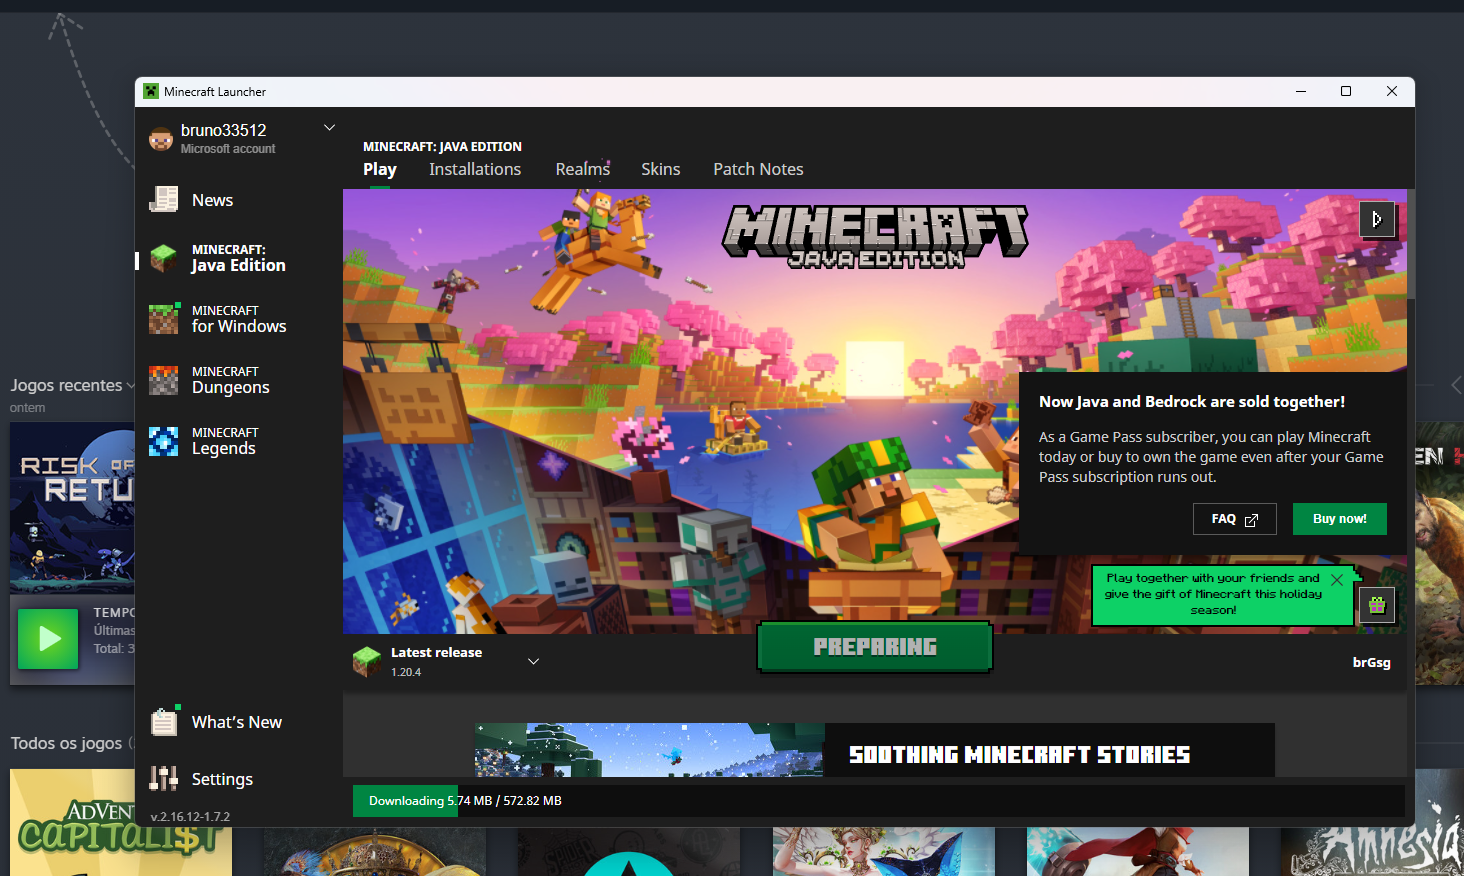 Minecraft Launcher
bruno33512
Microsoft account
News
MINECRAFT:
Java Edition
MINECRAFT
for Windows
MINECRAFT
Dungeons
MINECRAFT
Legends
What's New
Settings
v.2.16.12-1.7.2
MINECRAFT: JAVA EDITION
Play
Installations
Realms
Skins
Patch Notes
MINECRAFT
JAVA EDITION
Now Java and Bedrock are sold together!
As a Game Pass subscriber, you can play Minecraft
today or buy to own the game even after your Game
Pass subscription runs out.
FAQ
Buy now!
Play together with your friends and
give the gift of Minecraft this holiday
season!
Latest release
1.20.4
PREPARING
brGsg
SOOTHING MINECRAFT STORIES
Downloading 5.74 MB / 572.82 MB
Jogos recentes
ontem
RISK OF
RETU
TEMPO
Últimas
Total: 3
Todos os jogos
ADVEN
CAPITALI$T
EN
Amnesia